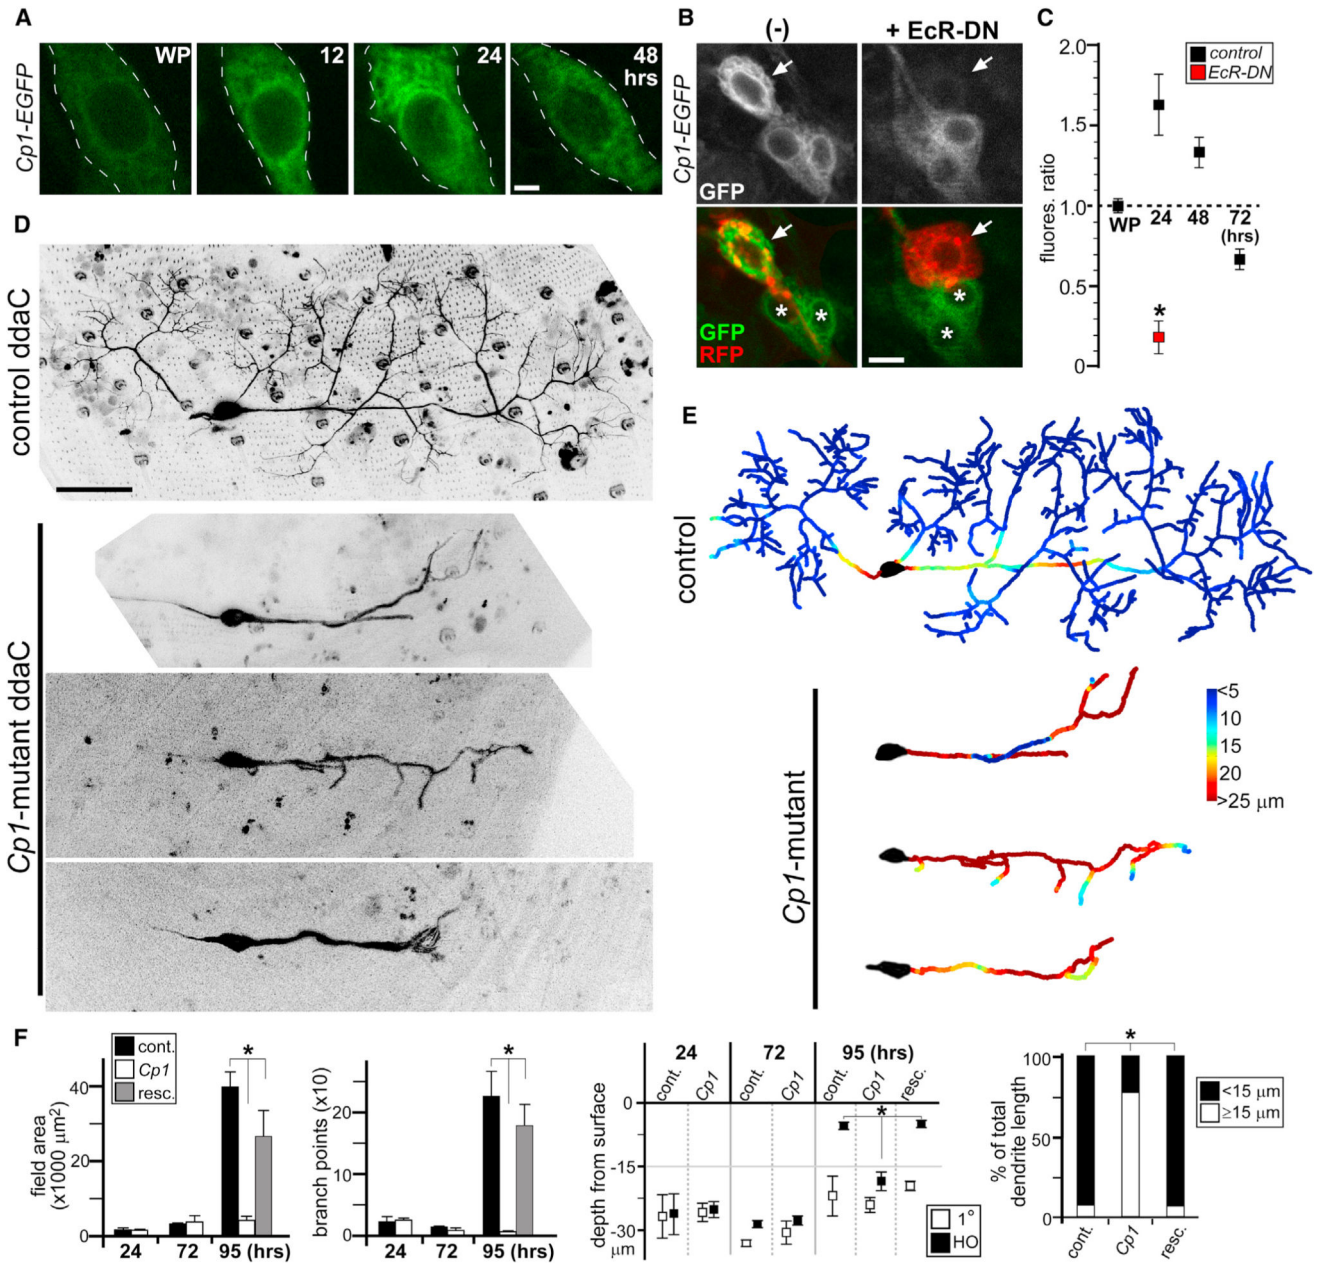 A
WP
12
24
48
hrs
Cp1-EGFP
B
(-)
+ EcR-DN
Cp1-EGFP
GFP
GFP
RFP
*
*
*
*
C
fluores. ratio
2.0
1.5
1.0
0.5
0
control
EcR-DN
WP
24
48
72
(hrs)
*
D
control ddaC
Cp1-mutant ddaC
E
control
Cp1-mutant
<5
10
15
20
>25 μm
F
cont.
Cp1
resc.
field area
(x1000 μm2)
40
20
0
24
72
95 (hrs)
*
branch points (x10)
20
10
0
24
72
95 (hrs)
*
24
72
95 (hrs)
cont.
Cp1
cont.
Cp1
cont.
Cp1
resc.
depth from surface
0
-15
-30
μm
*
1°
HO
% of total
dendrite length
100
50
0
*
cont.
Cp1
resc.
<15 μm
≥15 μm